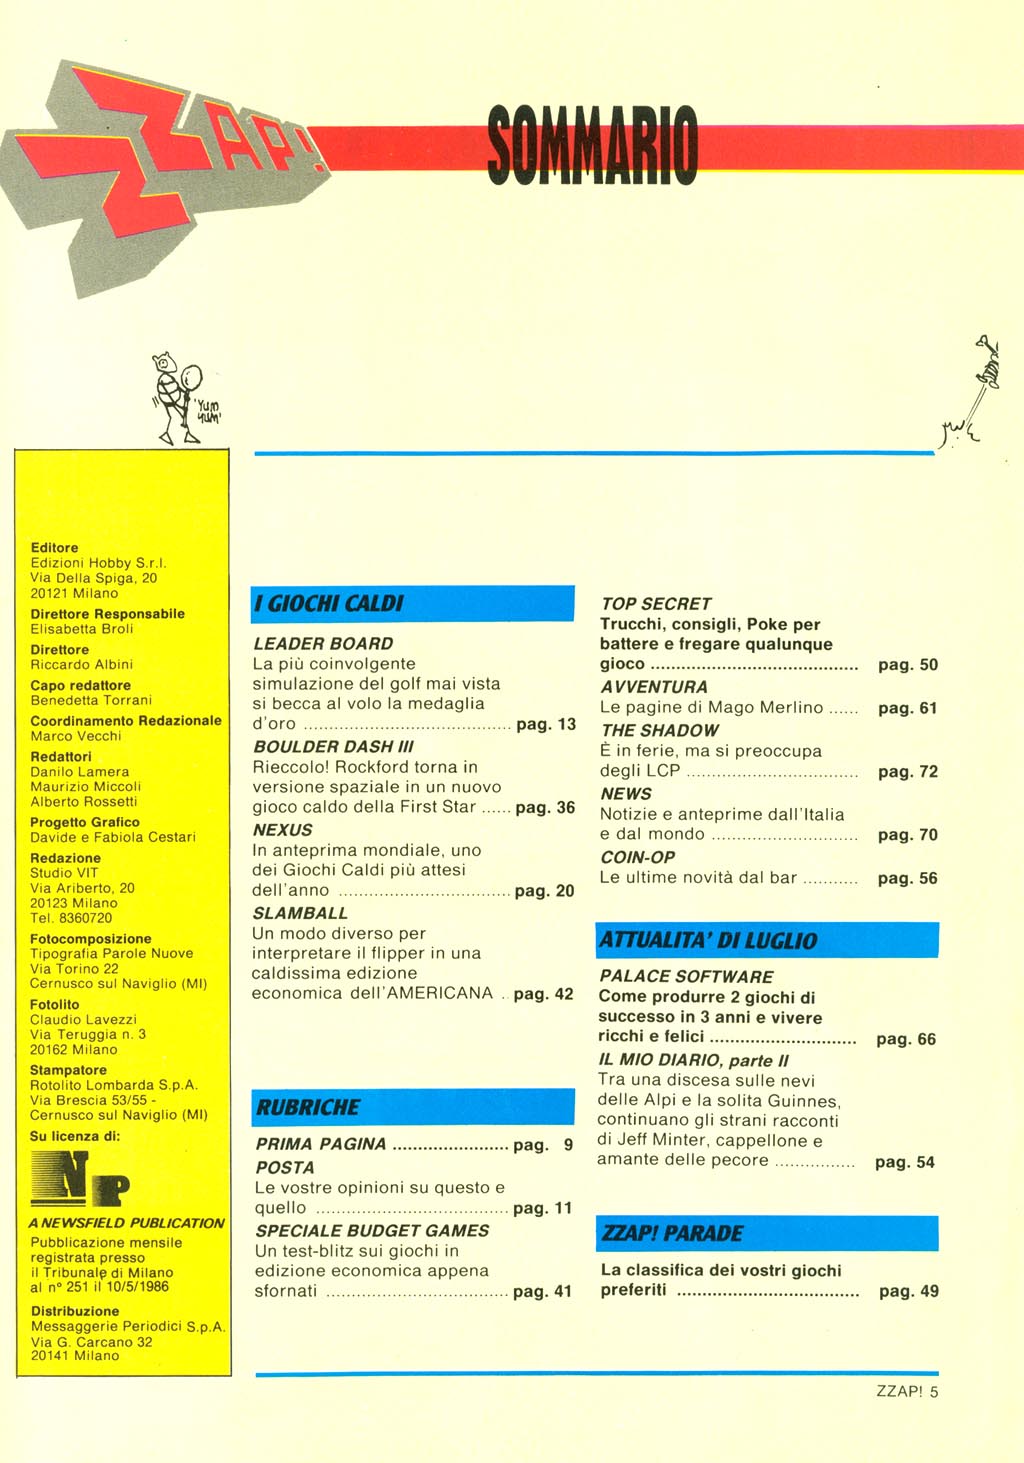 ZZAP!
SOMMARIO
'YUM
YUM'
Editore
Edizioni Hobby S.r.l.
Via Della Spiga, 20
20121 Milano
Direttore Responsabile
Elisabetta Broli
Direttore
Riccardo Albini
Capo redattore
Benedetta Torrani
Coordinamento Redazionale
Marco Vecchi
Redattori
Danilo Lamera
Maurizio Miccoli
Alberto Rossetti
Progetto Grafico
Davide e Fabiola Cestari
Redazione
Studio VIT
Via Ariberto, 20
20123 Milano
Tel. 8360720
Fotocomposizione
Tipografia Parole Nuove
Via Torino 22
Cernusco sul Naviglio (MI)
Fotolito
Claudio Lavezzi
Via Teruggia n. 3
20162 Milano
Stampatore
Rotolito Lombarda S.p.A.
Via Brescia 53/55 -
Cernusco sul Naviglio (MI)
Su licenza di:
NP
A NEWSFIELD PUBLICATION
Pubblicazione mensile
registrata presso
il Tribunale di Milano
al n° 251 il 10/5/1986
Distribuzione
Messaggerie Periodici S.p.A.
Via G. Carcano 32
20141 Milano
I GIOCHI CALDI
LEADER BOARD
La più coinvolgente
simulazione del golf mai vista
si becca al volo la medaglia
d'oro .................................... pag. 13
BOULDER DASH III
Rieccolo! Rockford torna in
versione spaziale in un nuovo
gioco caldo della First Star ...... pag. 36
NEXUS
In anteprima mondiale, uno
dei Giochi Caldi più attesi
dell'anno .............................. pag. 20
SLAMBALL
Un modo diverso per
interpretare il flipper in una
caldissima edizione
economica dell'AMERICANA .. pag. 42
RUBRICHE
PRIMA PAGINA ....................... pag. 9
POSTA
Le vostre opinioni su questo e
quello .................................. pag. 11
SPECIALE BUDGET GAMES
Un test-blitz sui giochi in
edizione economica appena
sfornati ................................ pag. 41
TOP SECRET
Trucchi, consigli, Poke per
battere e fregare qualunque
gioco ......................................... pag. 50
AVVENTURA
Le pagine di Mago Merlino ...... pag. 61
THE SHADOW
È in ferie, ma si preoccupa
degli LCP .............................. pag. 72
NEWS
Notizie e anteprime dall'Italia
e dal mondo .......................... pag. 70
COIN-OP
Le ultime novità dal bar ........... pag. 56
ATTUALITA' DI LUGLIO
PALACE SOFTWARE
Come produrre 2 giochi di
successo in 3 anni e vivere
ricchi e felici ............................. pag. 66
IL MIO DIARIO, parte II
Tra una discesa sulle nevi
delle Alpi e la solita Guinnes,
continuano gli strani racconti
di Jeff Minter, cappellone e
amante delle pecore ................ pag. 54
ZZAP! PARADE
La classifica dei vostri giochi
preferiti .................................... pag. 49
ZZAP! 5